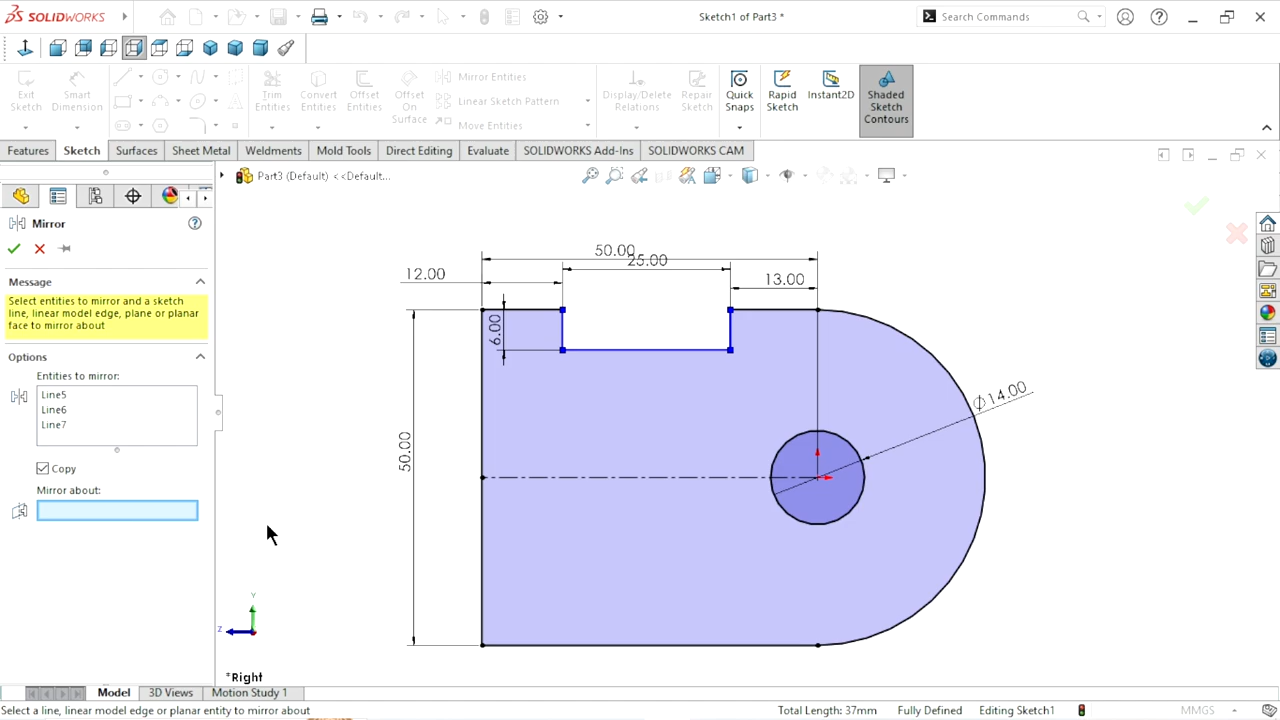 SOLIDWORKS
Sketch1 of Part3 *
Search Commands
Exit Sketch
Smart Dimension
Trim Entities
Convert Entities
Offset Entities
Offset On Surface
Mirror Entities
Linear Sketch Pattern
Move Entities
Display/Delete Relations
Repair Sketch
Quick Snaps
Rapid Sketch
Instant2D
Shaded Sketch Contours
Features
Sketch
Surfaces
Sheet Metal
Weldments
Mold Tools
Direct Editing
Evaluate
SOLIDWORKS Add-Ins
SOLIDWORKS CAM
Part3 (Default) <<Default...
Mirror
Message
Select entities to mirror and a sketch
line, linear model edge, plane or planar
face to mirror about
Options
Entities to mirror:
Line5
Line6
Line7
Copy
Mirror about:
50.00
25.00
12.00
13.00
6.00
Ø14.00
50.00
Y
Z
*Right
Model
3D Views
Motion Study 1
Select a line, linear model edge or planar entity to mirror about
Total Length: 37mm
Fully Defined
Editing Sketch1
MMGS